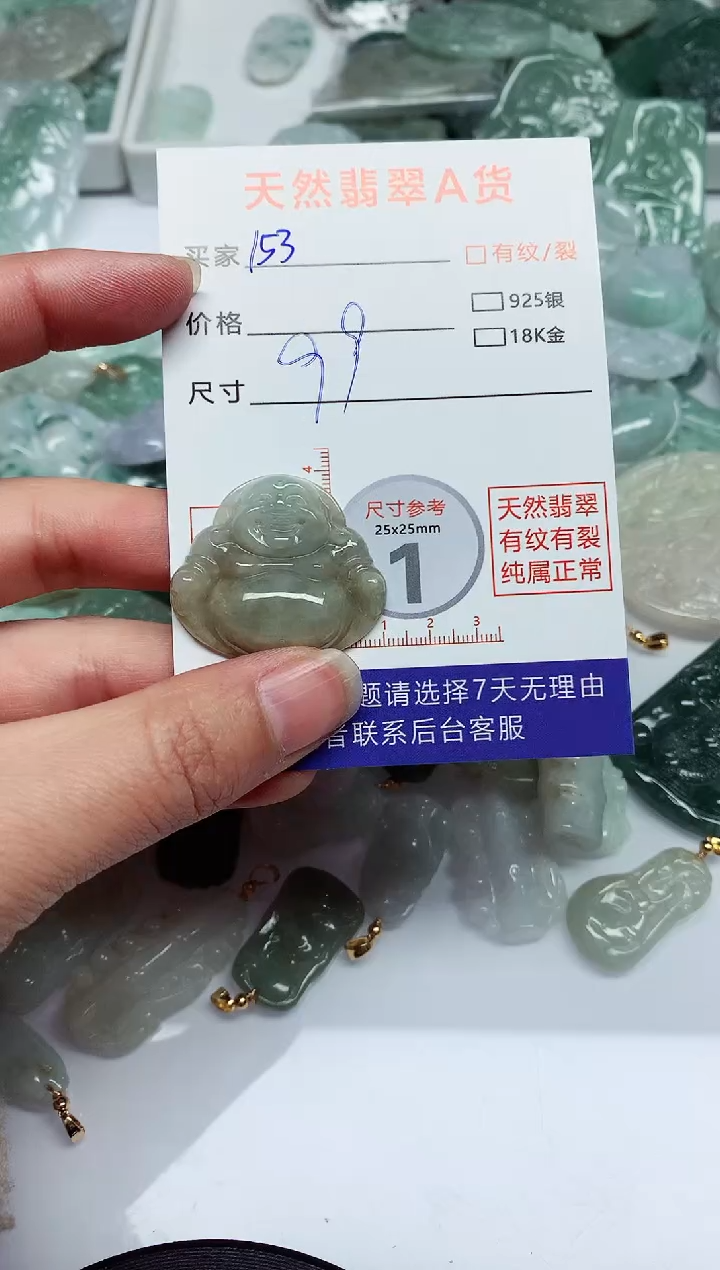 天然翡翠A货
买家 153
有纹/裂
价格
925银
18K金
99
尺寸
4
尺寸参考
25x25mm
1
天然翡翠
有纹有裂
纯属正常
1 2 3
题请选择7天无理由
者联系后台客服